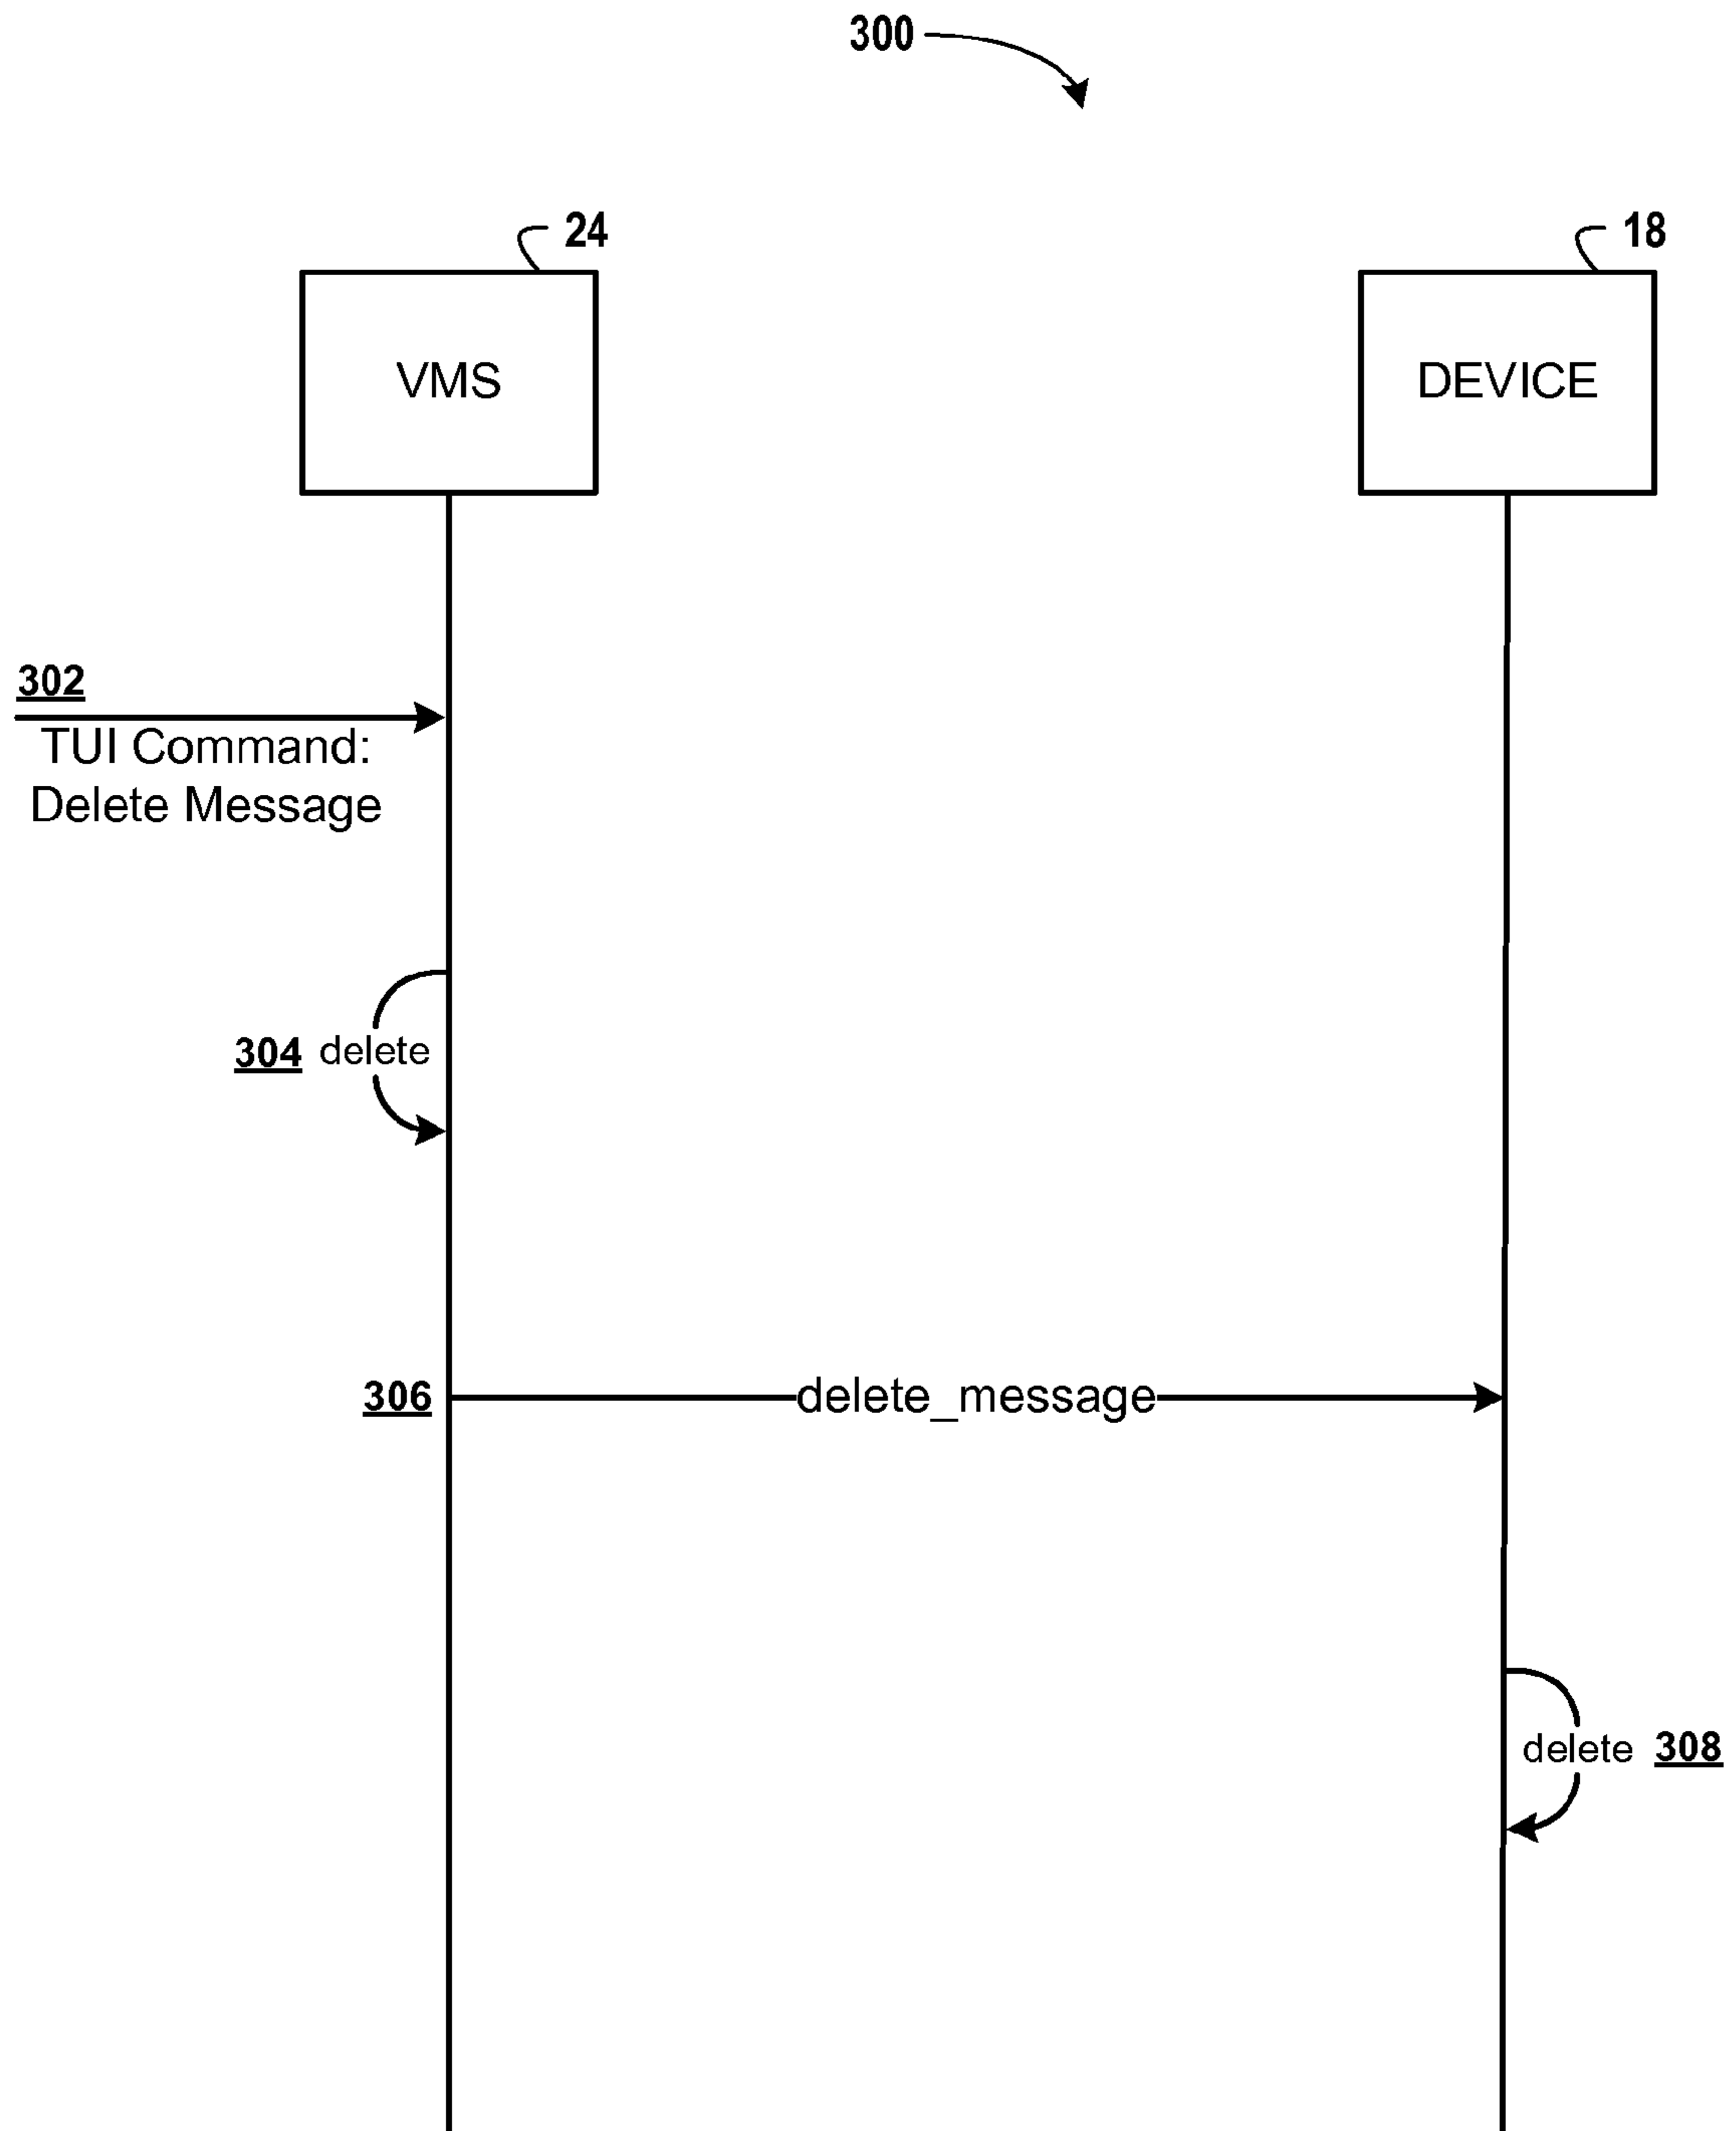 300
24
18
VMS
DEVICE
302
TUI Command:
Delete Message
304 delete
306 delete_message
delete 308